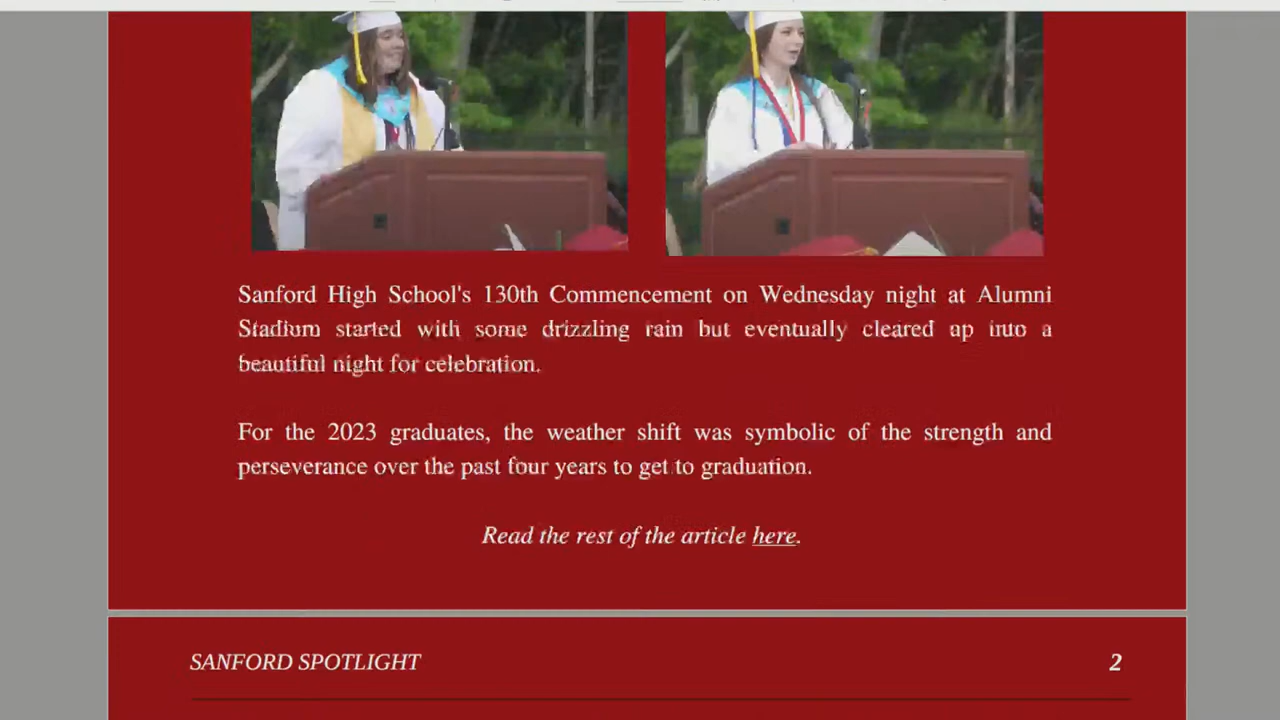 Sanford High School's 130th Commencement on Wednesday night at Alumni
Stadium started with some drizzling rain but eventually cleared up into a
beautiful night for celebration.
For the 2023 graduates, the weather shift was symbolic of the strength and
perseverance over the past four years to get to graduation.
Read the rest of the article here.
SANFORD SPOTLIGHT 2